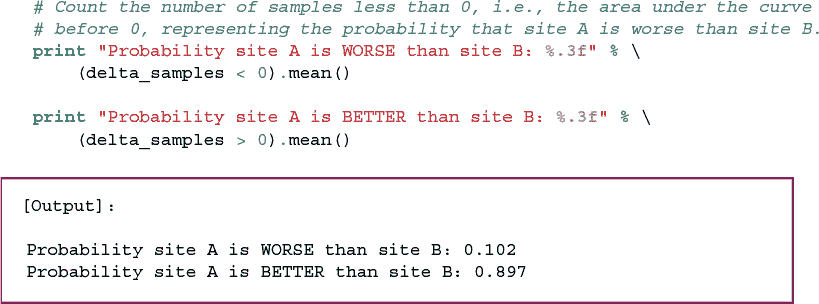 # Count the number of samples less than 0, i.e., the area under the curve
# before 0, representing the probability that site A is worse than site B.
print "Probability site A is WORSE than site B: %.3f" % \
    (delta_samples < 0).mean()
print "Probability site A is BETTER than site B: %.3f" % \
    (delta_samples > 0).mean()
[Output]:
Probability site A is WORSE than site B: 0.102
Probability site A is BETTER than site B: 0.897